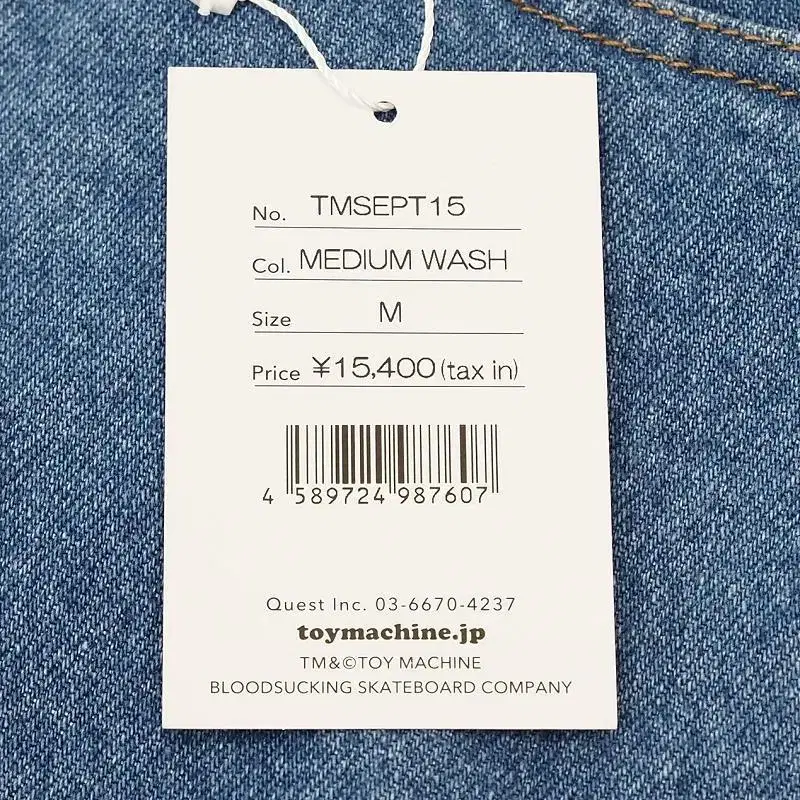 No. TMSEPT15
Col. MEDIUM WASH
Size M
Price ¥15,400(tax in)
4 589724 987607
Quest Inc. 03-6670-4237
toymachine.jp
TM&©TOY MACHINE
BLOODSUCKING SKATEBOARD COMPANY